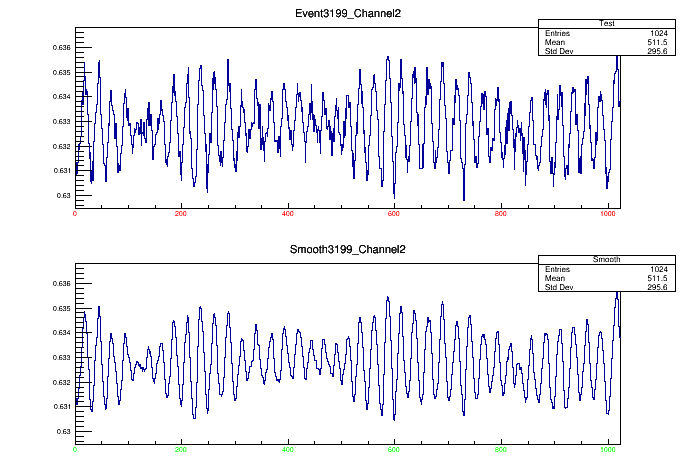 Event3199_Channel2
Test
Entries 1024
Mean 511.5
Std Dev 295.6
0.636
0.635
0.634
0.633
0.632
0.631
0.63
0 200 400 600 800 1000
Smooth3199_Channel2
Smooth
Entries 1024
Mean 511.5
Std Dev 295.6
0.636
0.635
0.634
0.633
0.632
0.631
0.63
0 200 400 600 800 1000